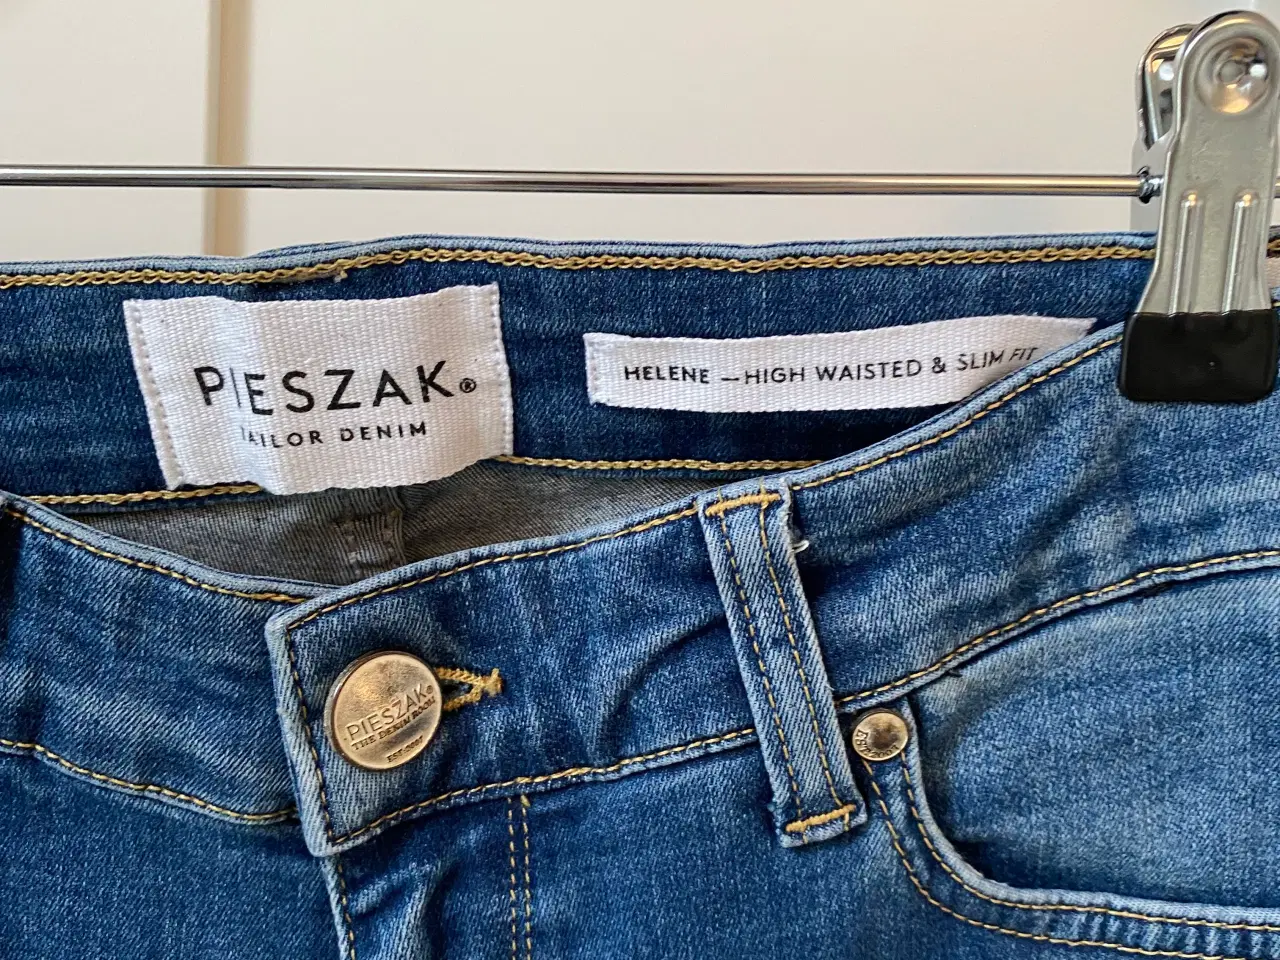 PIESZAK®
TAILOR DENIM
HELENE – HIGH WAISTED & SLIM FIT
PIESZAK®
THE DENIM ROOM